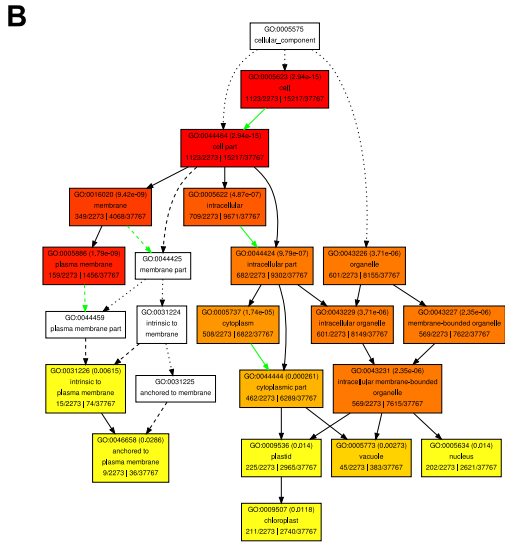 B
GO:0005575
cellular_component
GO:0005623 (2.94e-15)
cell
1125/2273 | 15217/37767
GO:0044464 (2.94e-15)
cell part
1125/2273 | 15217/37767
GO:0016020 (9.42e-09)
membrane
349/2273 | 4068/37767
GO:0005622 (4.87e-07)
intracellular
709/2273 | 9671/37767
GO:0005886 (1.79e-09)
plasma membrane
159/2273 | 1456/37767
GO:0044425
membrane part
GO:0044424 (9.79e-07)
intracellular part
682/2273 | 9302/37767
GO:0043226 (3.71e-06)
organelle
601/2273 | 8155/37767
GO:0044459
plasma membrane part
GO:0031224
intrinsic to
membrane
GO:0005737 (1.74e-05)
cytoplasm
508/2273 | 6822/37767
GO:0043229 (3.71e-06)
intracellular organelle
601/2273 | 8149/37767
GO:0043227 (2.35e-06)
membrane-bounded organelle
569/2273 | 7622/37767
GO:0031226 (0.00615)
intrinsic to
plasma membrane
15/2273 | 74/37767
GO:0031225
anchored to membrane
GO:0044444 (0.000261)
cytoplasmic part
462/2273 | 6289/37767
GO:0043231 (2.35e-06)
intracellular membrane-bounded
organelle
569/2273 | 7615/37767
GO:0046658 (0.0286)
anchored to
plasma membrane
9/2273 | 36/37767
GO:0009536 (0.014)
plastid
225/2273 | 2965/37767
GO:0005773 (0.00273)
vacuole
45/2273 | 383/37767
GO:0005634 (0.014)
nucleus
202/2273 | 2621/37767
GO:0009507 (0.0118)
chloroplast
211/2273 | 2740/37767